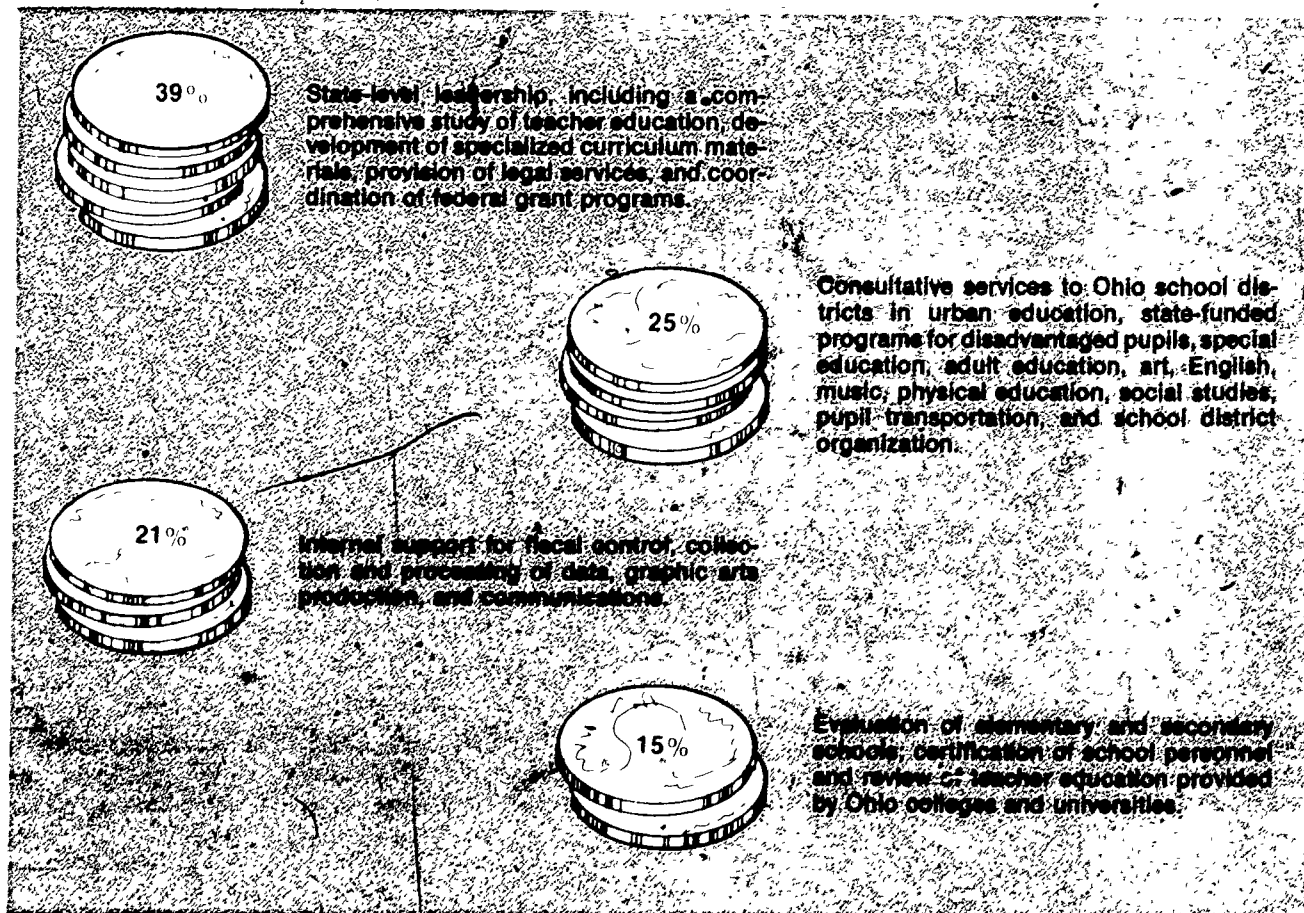 39%
State-level leadership, including a com-
prehensive study of teacher education, de-
velopment of specialized curriculum mate-
rials, provision of legal services, and coor-
dination of federal grant programs.
25%
Consultative services to Ohio school dis-
tricts in urban education, state-funded
programs for disadvantaged pupils, special
education, adult education, art, English,
music, physical education, social studies,
pupil transportation, and school district
organization.
21%
Internal support for fiscal control, collec-
tion and processing of data, graphic arts
production, and communications.
15%
Evaluation of elementary and secondary
schools, certification of school personnel
and review of teacher education provided
by Ohio colleges and universities.